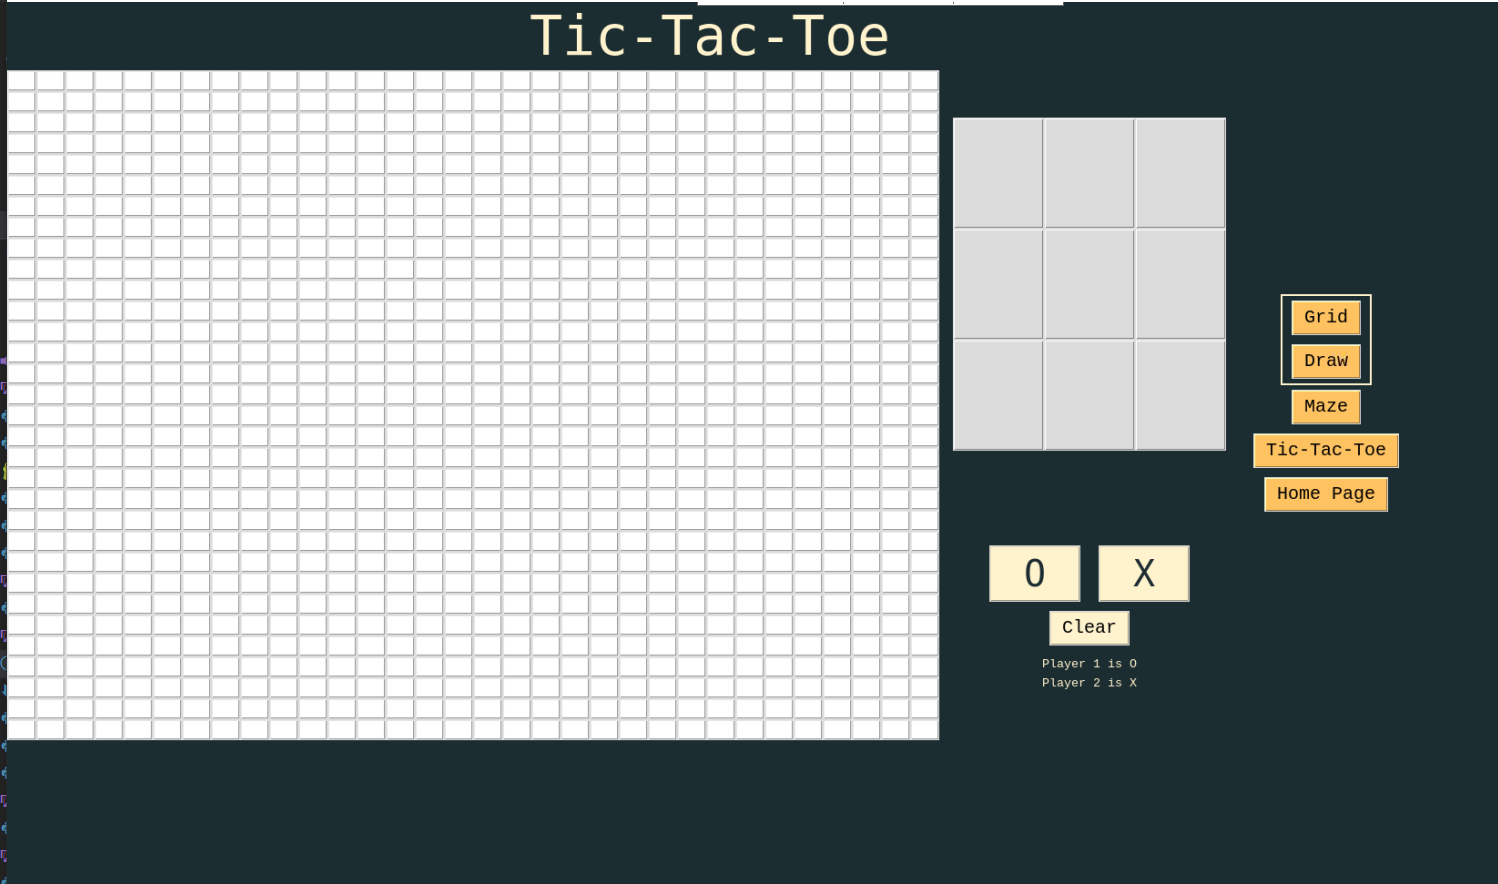 Tic-Tac-Toe
Grid
Draw
Maze
Tic-Tac-Toe
Home Page
O X
Clear
Player 1 is O
Player 2 is X